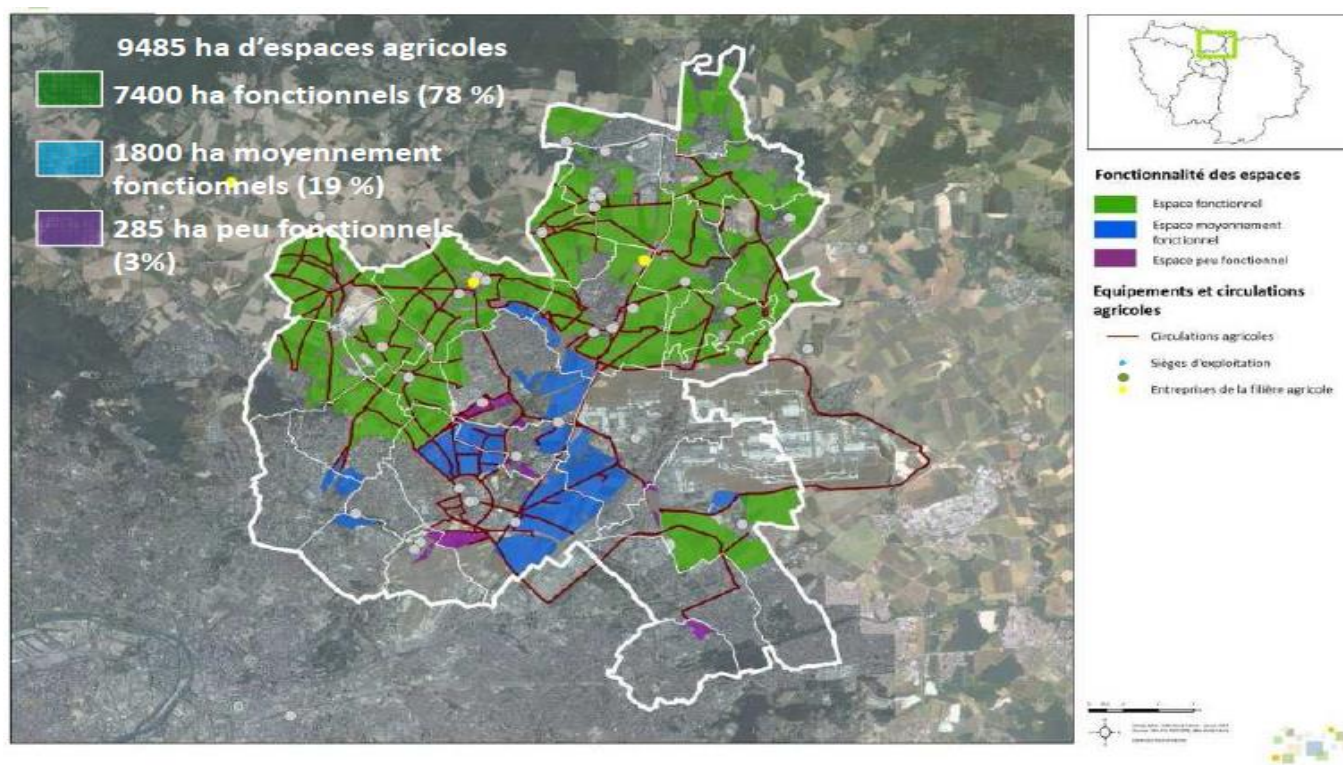 9485 ha d'espaces agricoles
7400 ha fonctionnels (78 %)
1800 ha moyennement
fonctionnels (19 %)
285 ha peu fonctionnels
(3%)
Fonctionnalité des espaces
Espace fonctionnel
Espace moyennement
fonctionnel
Espace peu fonctionnel
Equipements et circulations
agricoles
Circulations agricoles
Sièges d'exploitation
Entreprises de la filière agricole